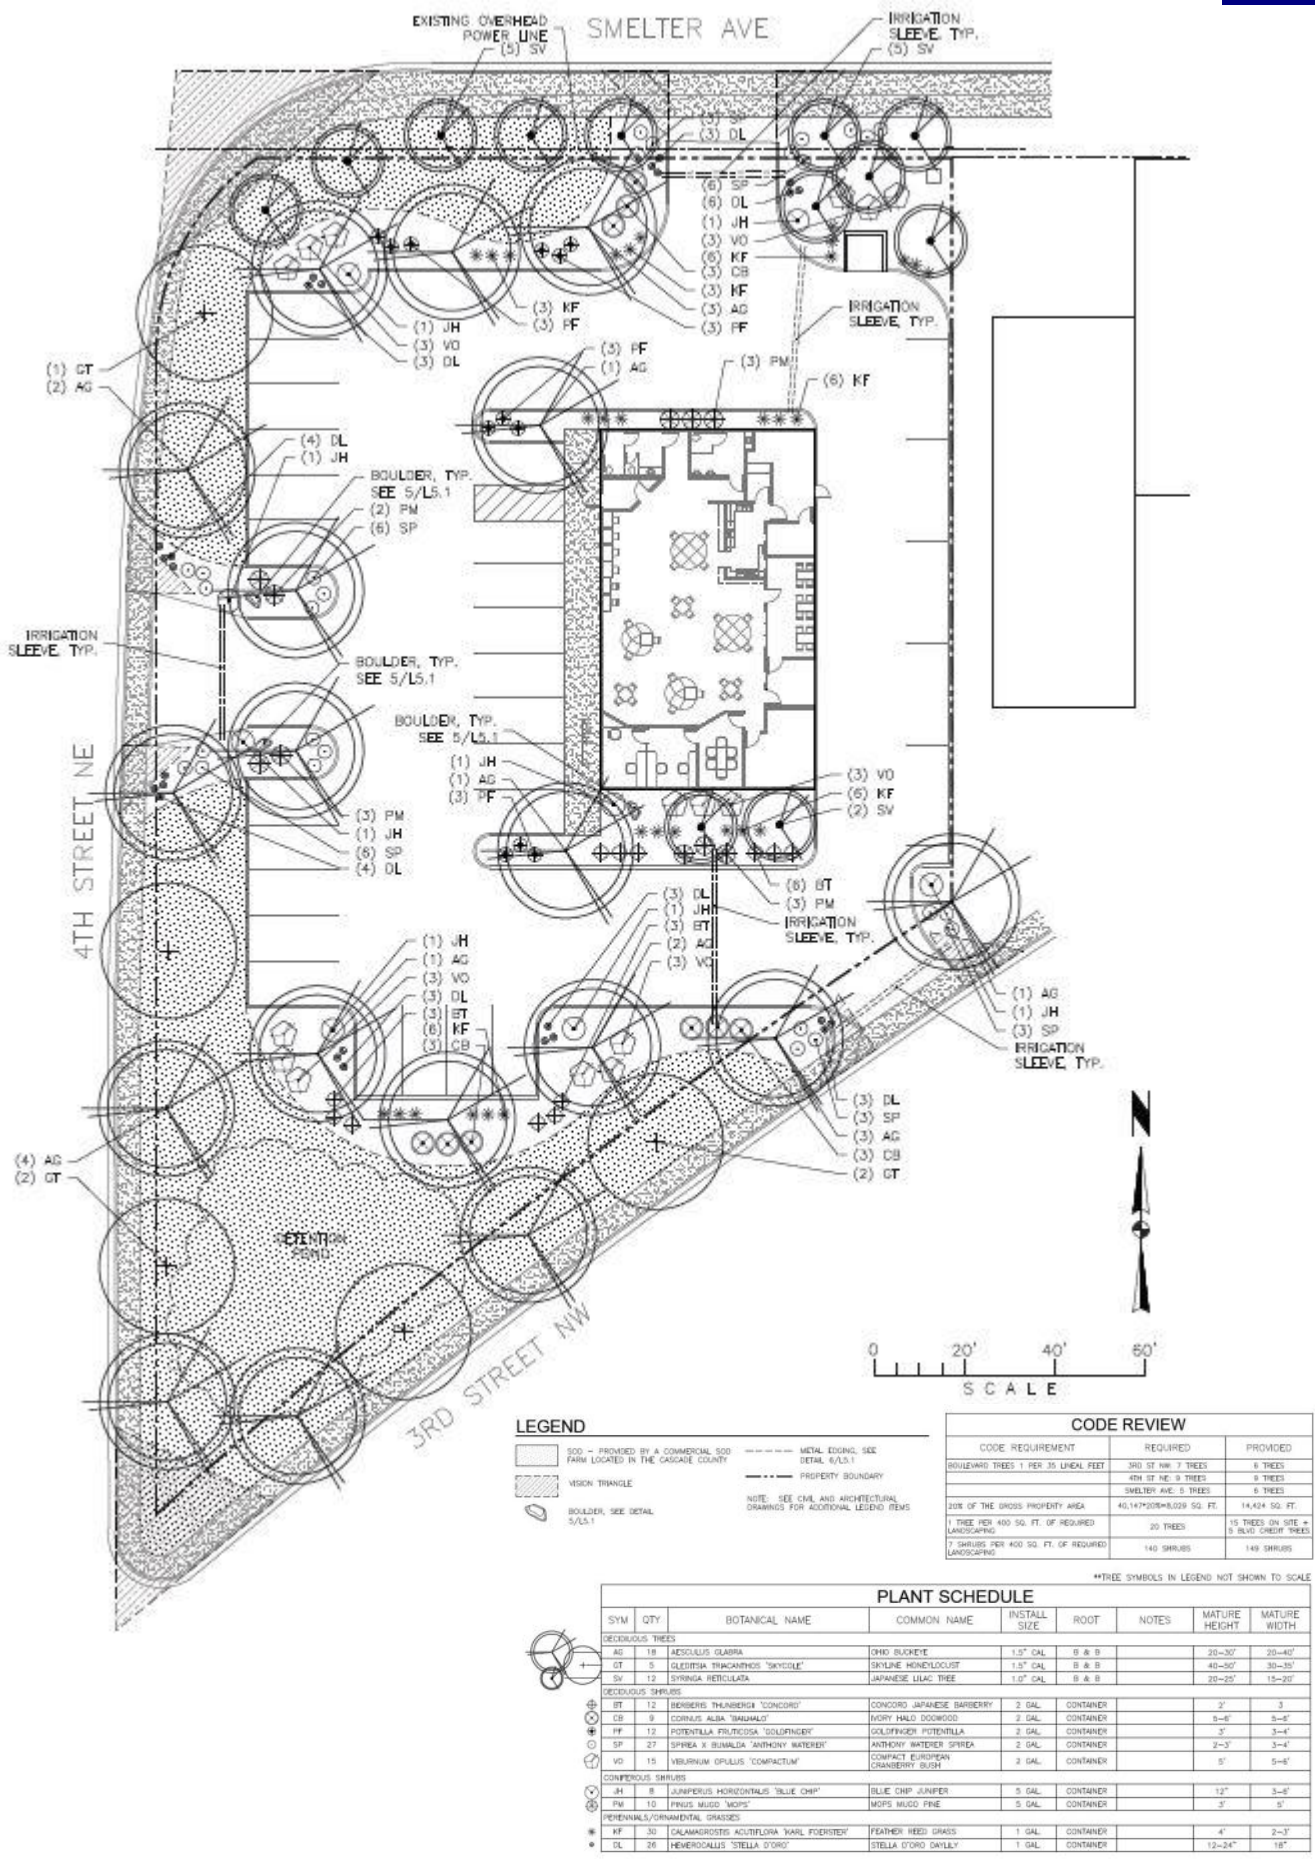 SMELTER AVE
EXISTING OVERHEAD
POWER LINE
(5) SV
IRRIGATION
SLEEVE, TYP.
(5) SV
(3) SP
(3) DL
(6) SP
(6) DL
(1) JH
(3) VO
(6) KF
(3) CB
(3) KF
(3) AG
(3) PF
(3) KF
(3) PF
(1) JH
(3) VO
(3) DL
IRRIGATION
SLEEVE, TYP.
(1) GT
(2) AG
(3) PF
(1) AG
(3) PM
(6) KF
(4) DL
(1) JH
BOULDER, TYP.
SEE 5/L5.1
(2) PM
(6) SP
IRRIGATION
SLEEVE, TYP.
BOULDER, TYP.
SEE 5/L5.1
BOULDER, TYP.
SEE 5/L5.1
(1) JH
(1) AG
(3) PF
4TH STREET NE
(3) PM
(1) JH
(6) SP
(4) DL
(3) VO
(6) KF
(2) SV
(6) BT
(3) PM
IRRIGATION
SLEEVE, TYP.
(3) DL
(1) JH
(3) BT
(2) AG
(3) VO
(1) JH
(1) AG
(3) VO
(3) DL
(3) BT
(6) KF
(3) CB
(1) AG
(1) JH
(3) SP
IRRIGATION
SLEEVE, TYP.
(3) DL
(3) SP
(3) AG
(3) CB
(2) GT
(4) AG
(2) GT
DETENTION
POND
3RD STREET NW
N
0 20' 40' 60'
SCALE
LEGEND
SOD - PROVIDED BY A COMMERCIAL SOD
FARM LOCATED IN THE CASCADE COUNTY
VISION TRIANGLE
BOULDER, SEE DETAIL
5/L5.1
METAL EDGING, SEE
DETAIL 6/L5.1
PROPERTY BOUNDARY
NOTE: SEE CIVIL AND ARCHITECTURAL
DRAWINGS FOR ADDITIONAL LEGEND ITEMS
CODE REVIEW
CODE REQUIREMENT REQUIRED PROVIDED
BOULEVARD TREES 1 PER 35 LINEAL FEET 3RD ST NW: 7 TREES 6 TREES
4TH ST NE: 9 TREES 9 TREES
SMELTER AVE: 5 TREES 6 TREES
20% OF THE GROSS PROPERTY AREA 40,147*20%=8,029 SQ. FT. 14,424 SQ. FT.
1 TREE PER 400 SQ. FT. OF REQUIRED LANDSCAPING 20 TREES 15 TREES ON SITE + 5 BLVD CREDIT TREES
7 SHRUBS PER 400 SQ. FT. OF REQUIRED LANDSCAPING 140 SHRUBS 149 SHRUBS
**TREE SYMBOLS IN LEGEND NOT SHOWN TO SCALE
PLANT SCHEDULE
SYM QTY BOTANICAL NAME COMMON NAME INSTALL SIZE ROOT NOTES MATURE HEIGHT MATURE WIDTH
DECIDUOUS TREES
AG 18 AESCULUS GLABRA OHIO BUCKEYE 1.5" CAL B & B 20-30' 20-40'
GT 5 GLEDITSIA TRIACANTHOS 'SKYCOLE' SKYLINE HONEYLOCUST 1.5" CAL B & B 40-50' 30-35'
SV 12 SYRINGA RETICULATA JAPANESE LILAC TREE 1.0" CAL B & B 20-25' 15-20'
DECIDUOUS SHRUBS
BT 12 BERBERIS THUNBERGII 'CONCORD' CONCORD JAPANESE BARBERRY 2 GAL CONTAINER 2' 3
CB 9 CORNUS ALBA 'BAILHALO' IVORY HALO DOGWOOD 2 GAL CONTAINER 5-6' 5-6'
PF 12 POTENTILLA FRUTICOSA 'GOLDFINGER' GOLDFINGER POTENTILLA 2 GAL CONTAINER 3' 3-4'
SP 27 SPIREA X BUMALDA 'ANTHONY WATERER' ANTHONY WATERER SPIREA 2 GAL CONTAINER 2-3' 3-4'
VO 15 VIBURNUM OPULUS 'COMPACTUM' COMPACT EUROPEAN CRANBERRY BUSH 2 GAL CONTAINER 5' 5-6'
CONIFEROUS SHRUBS
JH 8 JUNIPERUS HORIZONTALIS 'BLUE CHIP' BLUE CHIP JUNIPER 5 GAL CONTAINER 12" 3-6'
PM 10 PINUS MUGO 'MOPS' MOPS MUGO PINE 5 GAL CONTAINER 3' 5'
PERENNIALS/ORNAMENTAL GRASSES
KF 30 CALAMAGROSTIS ACUTIFLORA 'KARL FOERSTER' FEATHER REED GRASS 1 GAL CONTAINER 4' 2-3'
DL 26 HEMEROCALLIS 'STELLA D'ORO' STELLA D'ORO DAYLILY 1 GAL CONTAINER 12-24" 18"